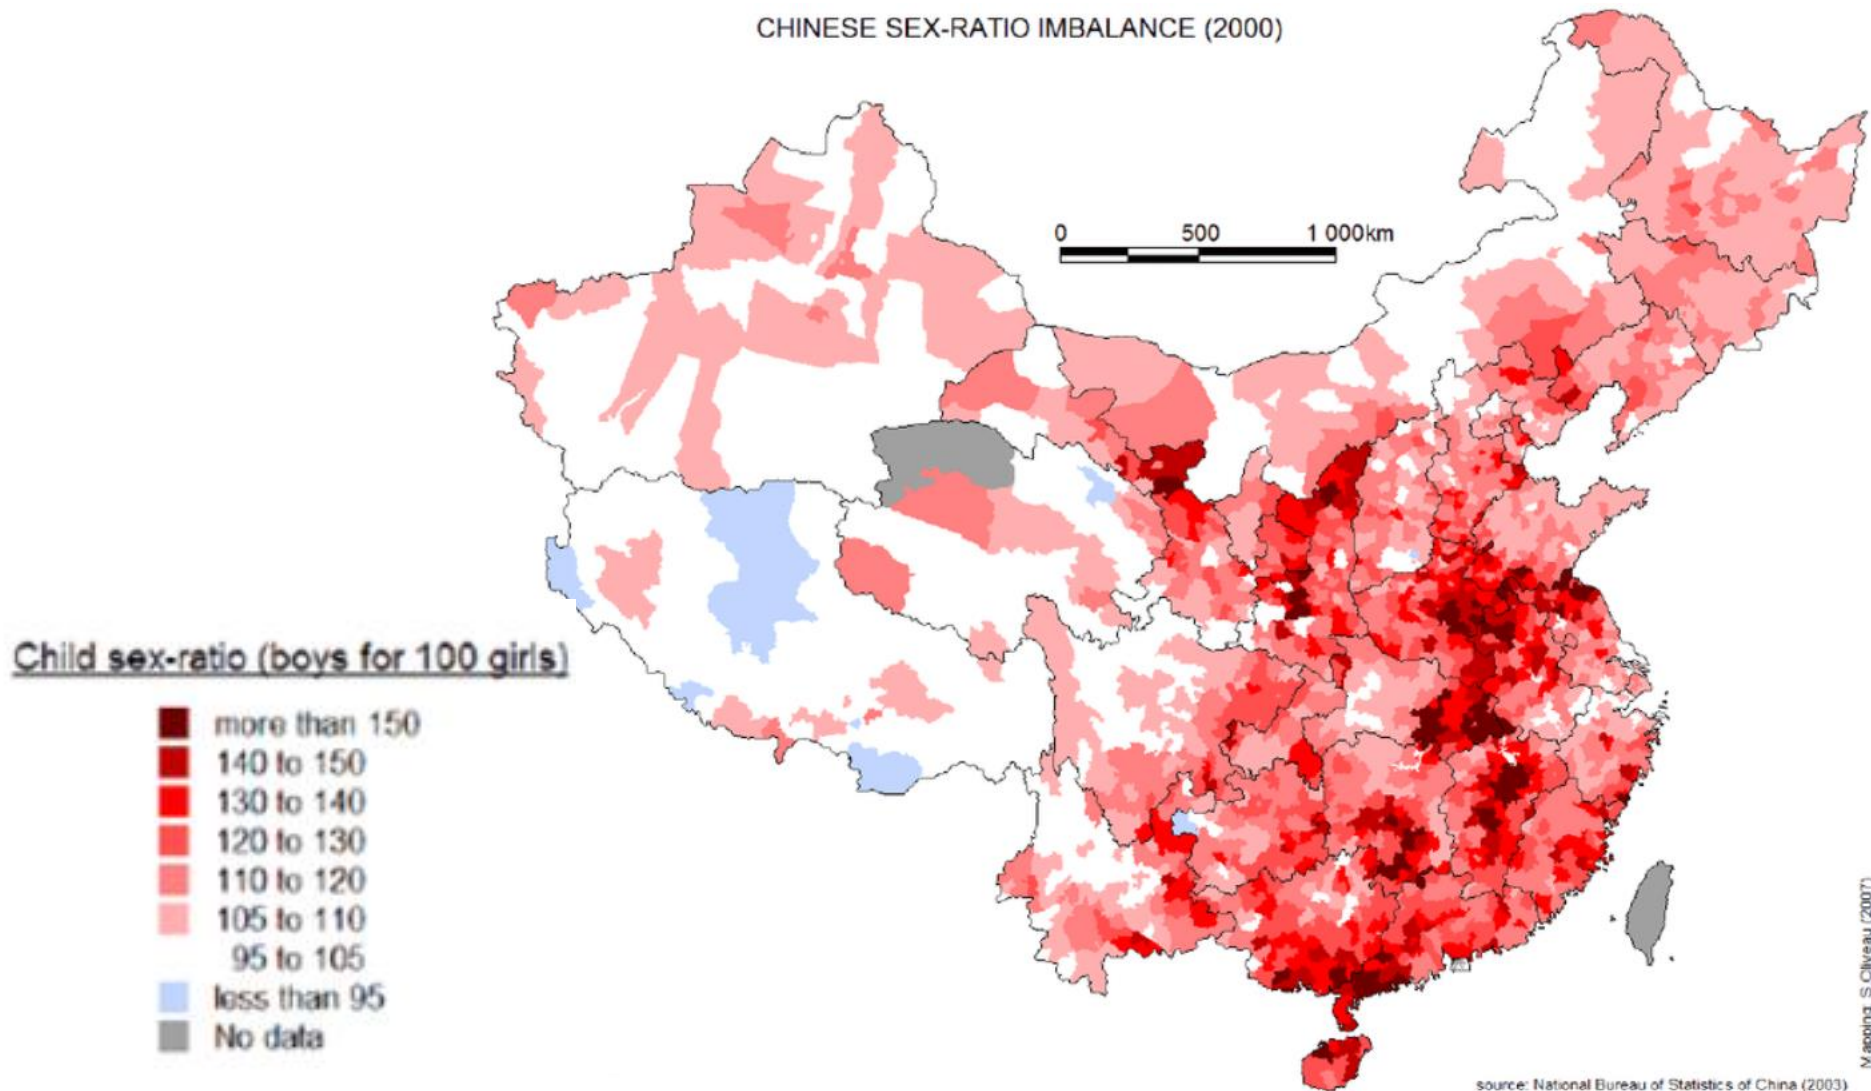 CHINESE SEX-RATIO IMBALANCE (2000)
0 500 1 000km
Child sex-ratio (boys for 100 girls)
more than 150
140 to 150
130 to 140
120 to 130
110 to 120
105 to 110
95 to 105
less than 95
No data
Mapping: S.Oliveau (2007)
source: National Bureau of Statistics of China (2003)